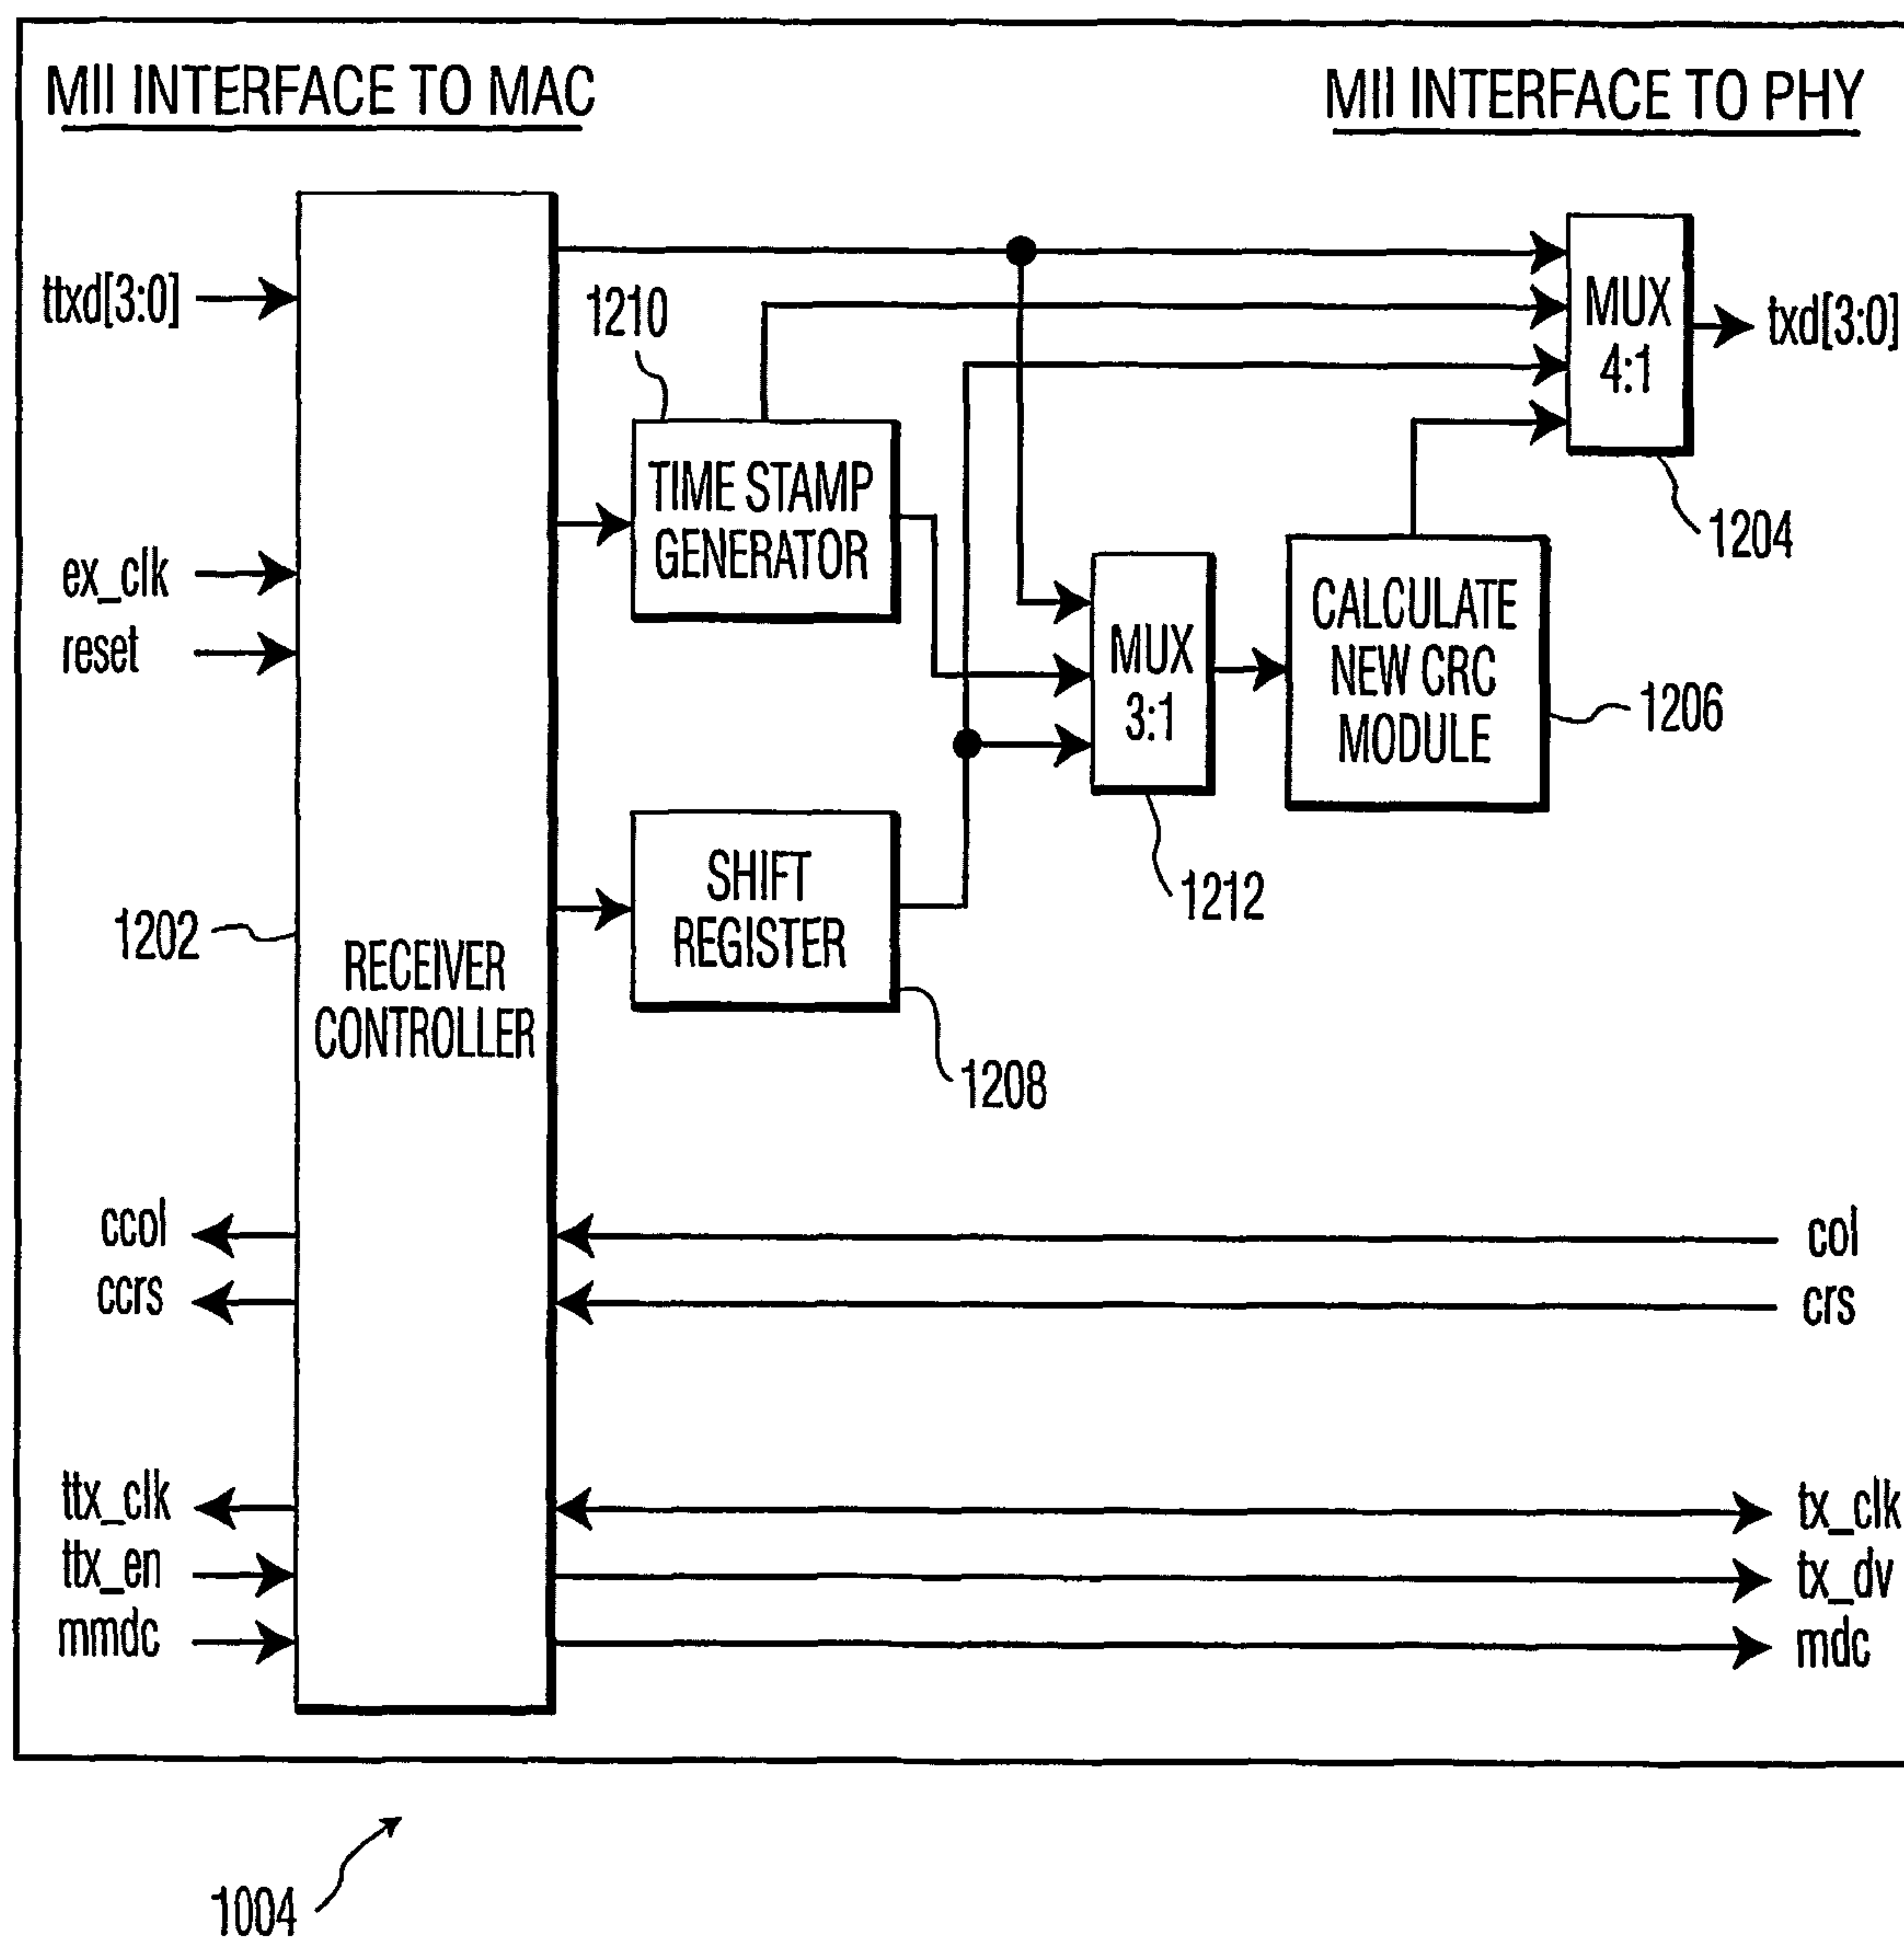 MII INTERFACE TO MAC
MII INTERFACE TO PHY
ttxd[3:0]
1210
MUX
4:1
txd[3:0]
TIME STAMP
GENERATOR
1204
ex_clk
reset
MUX
3:1
CALCULATE
NEW CRC
MODULE
1206
SHIFT
REGISTER
1212
1202
RECEIVER
CONTROLLER
1208
ccol
col
ccrs
crs
ttx_clk
tx_clk
ttx_en
tx_dv
mmdc
mdc
1004